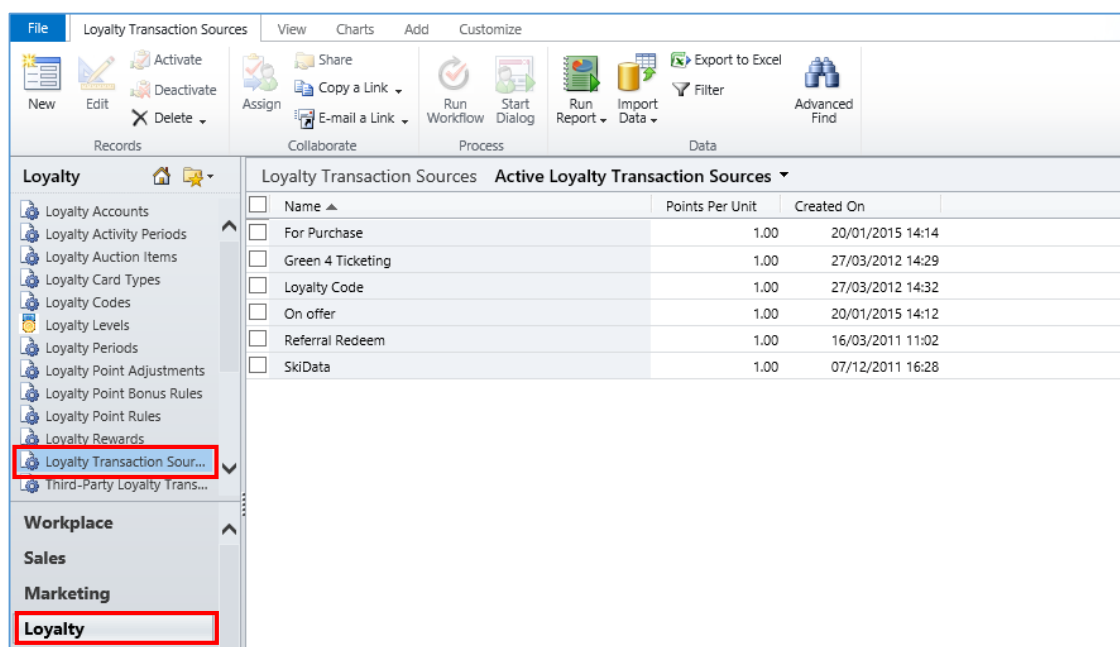 File Loyalty Transaction Sources View Charts Add Customize
New
Edit
Activate
Deactivate
Delete
Records
Assign
Share
Copy a Link
E-mail a Link
Collaborate
Run Workflow
Start Dialog
Process
Run Report
Import Data
Export to Excel
Filter
Advanced Find
Data
Loyalty
Loyalty Accounts
Loyalty Activity Periods
Loyalty Auction Items
Loyalty Card Types
Loyalty Codes
Loyalty Levels
Loyalty Periods
Loyalty Point Adjustments
Loyalty Point Bonus Rules
Loyalty Point Rules
Loyalty Rewards
Loyalty Transaction Sour...
Third-Party Loyalty Trans...
Workplace
Sales
Marketing
Loyalty
Loyalty Transaction Sources Active Loyalty Transaction Sources
Name Points Per Unit Created On
For Purchase 1.00 20/01/2015 14:14
Green 4 Ticketing 1.00 27/03/2012 14:29
Loyalty Code 1.00 27/03/2012 14:32
On offer 1.00 20/01/2015 14:12
Referral Redeem 1.00 16/03/2011 11:02
SkiData 1.00 07/12/2011 16:28